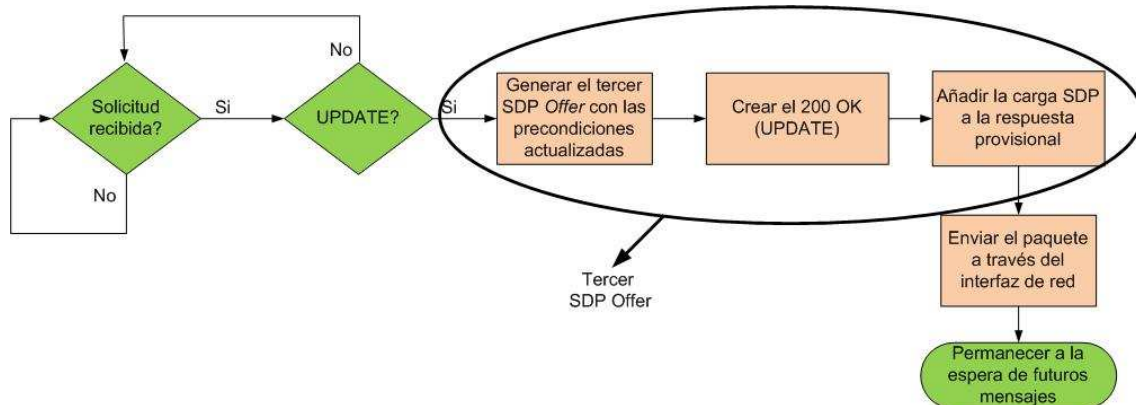 No
Solicitud
recibida?
Si
No
UPDATE?
Si
Generar el tercer
SDP Offer con las
precondiciones
actualizadas
Crear el 200 OK
(UPDATE)
Añadir la carga SDP
a la respuesta
provisional
Enviar el paquete
a través del
interfaz de red
Tercer
SDP Offer
Permanecer a la
espera de futuros
mensajes